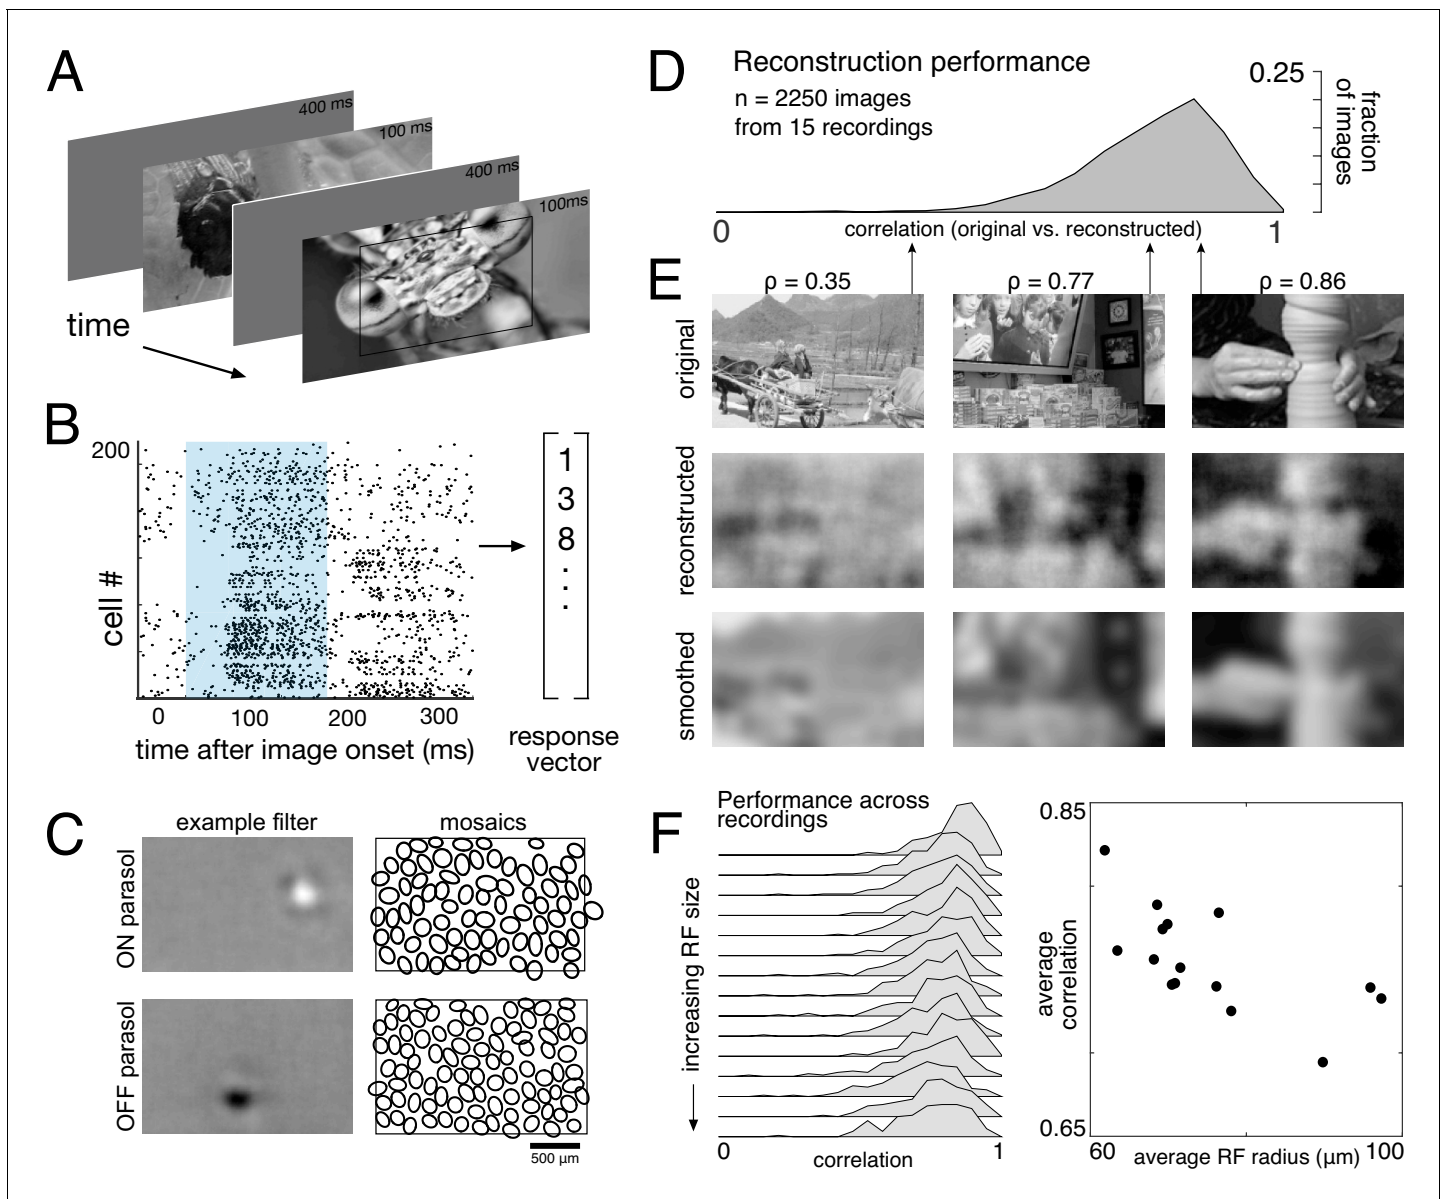 A
400 ms
100 ms
400 ms
100ms
time
B
200
cell #
0 100 200 300
time after image onset (ms)
1
3
8
.
.
.
response
vector
C
example filter
mosaics
ON parasol
OFF parasol
500 µm
D
Reconstruction performance
n = 2250 images
from 15 recordings
0.25
fraction
of images
0
correlation (original vs. reconstructed)
1
E
ρ = 0.35
ρ = 0.77
ρ = 0.86
original
reconstructed
smoothed
F
Performance across
recordings
increasing RF size
0
correlation
1
0.85
average
correlation
0.65
60
average RF radius (µm)
100